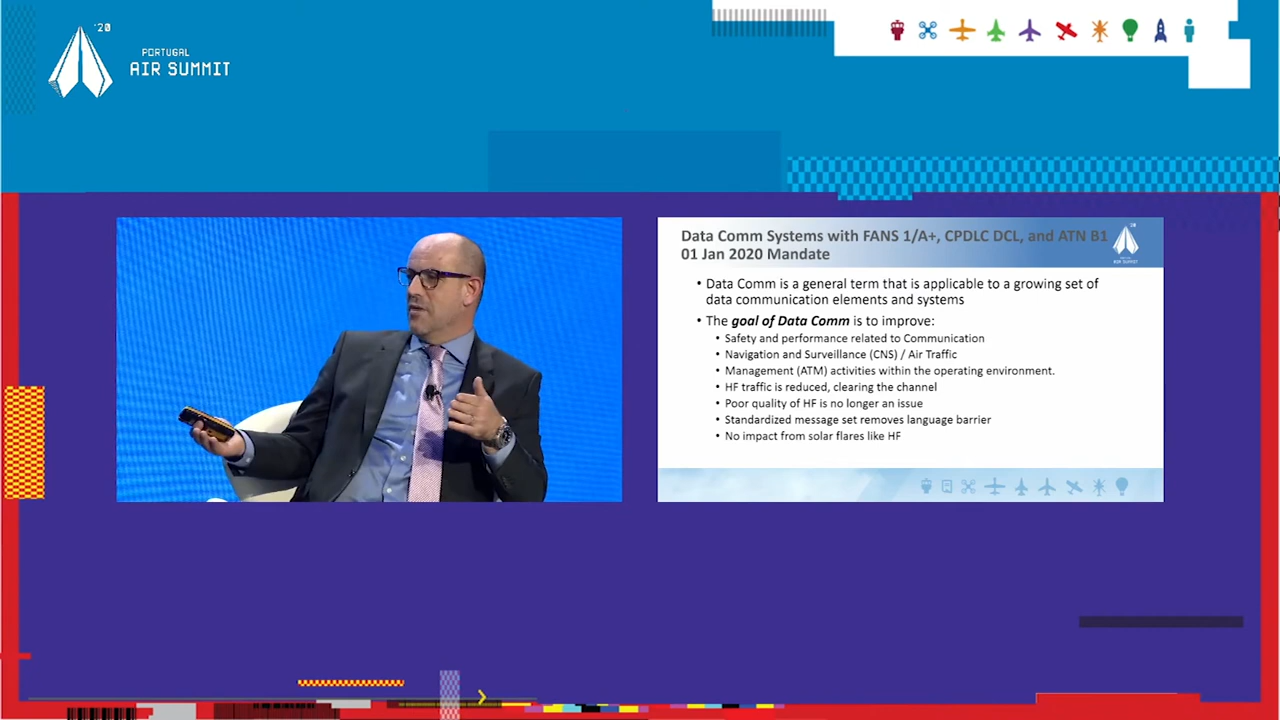 '20
PORTUGAL
AIR SUMMIT
Data Comm Systems with FANS 1/A+, CPDLC DCL, and ATN B1
01 Jan 2020 Mandate
'20
AIR SUMMIT
• Data Comm is a general term that is applicable to a growing set of
data communication elements and systems
• The goal of Data Comm is to improve:
• Safety and performance related to Communication
• Navigation and Surveillance (CNS) / Air Traffic
• Management (ATM) activities within the operating environment.
• HF traffic is reduced, clearing the channel
• Poor quality of HF is no longer an issue
• Standardized message set removes language barrier
• No impact from solar flares like HF